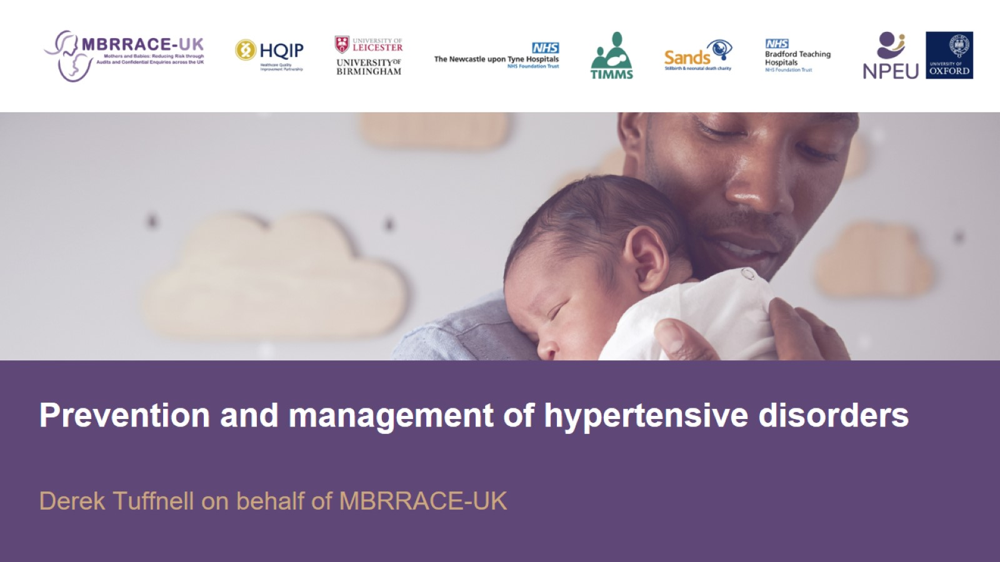 MBRRACE-UK
Mothers and Babies: Reducing Risk through
Audits and Confidential Enquiries across the UK
HQIP
Healthcare Quality
Improvement Partnership
UNIVERSITY OF
LEICESTER
UNIVERSITY OF
BIRMINGHAM
NHS
The Newcastle upon Tyne Hospitals
NHS Foundation Trust
TIMMS
Sands
Stillbirth & neonatal death charity
NHS
Bradford Teaching
Hospitals
NHS Foundation Trust
NPEU
UNIVERSITY OF
OXFORD
Prevention and management of hypertensive disorders
Derek Tuffnell on behalf of MBRRACE-UK